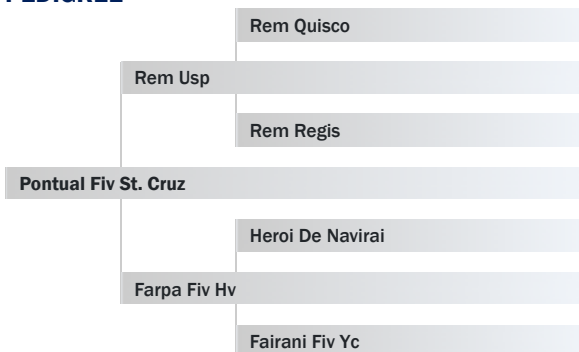 PEDIGREE
Rem Quisco
Rem Usp
Rem Regis
Pontual Fiv St. Cruz
Heroi De Navirai
Farpa Fiv Hv
Fairani Fiv Yc